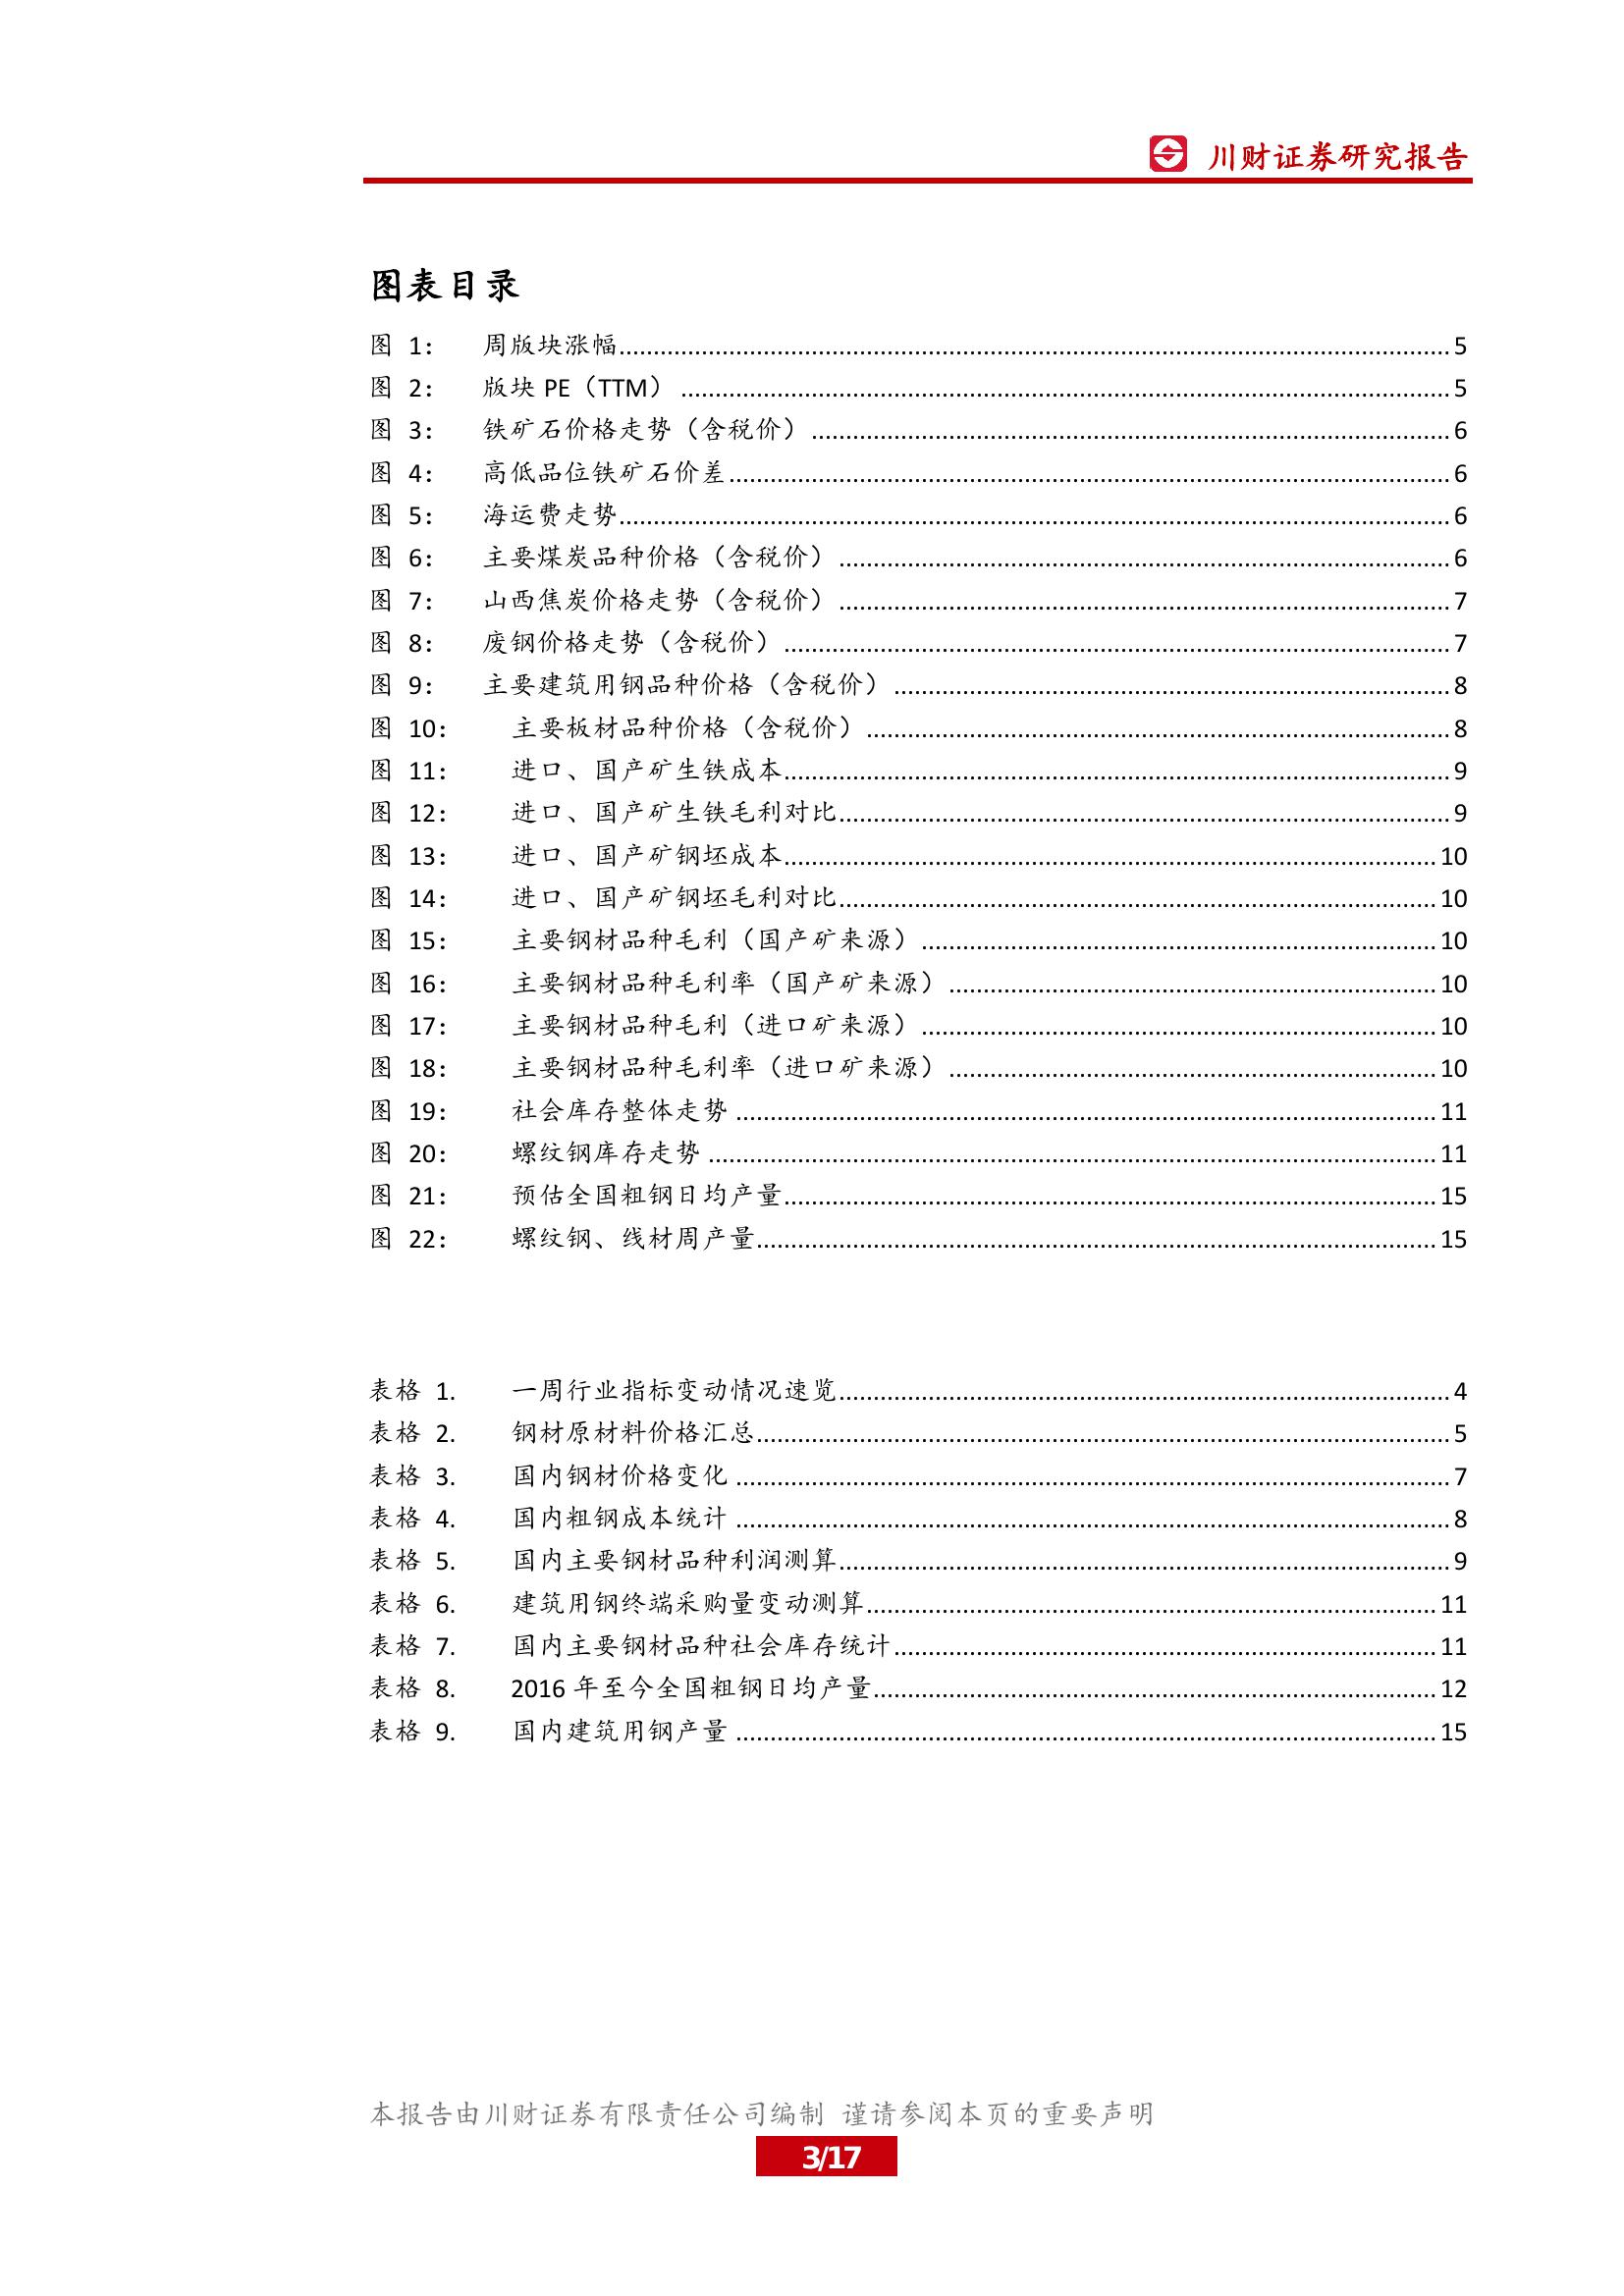 川财证券研究报告
图表目录
图 1： 周版块涨幅 5
图 2： 版块 PE（TTM） 5
图 3： 铁矿石价格走势（含税价） 6
图 4： 高低品位铁矿石价差 6
图 5： 海运费走势 6
图 6： 主要煤炭品种价格（含税价） 6
图 7： 山西焦炭价格走势（含税价） 7
图 8： 废钢价格走势（含税价） 7
图 9： 主要建筑用钢品种价格（含税价） 8
图 10： 主要板材品种价格（含税价） 8
图 11： 进口、国产矿生铁成本 9
图 12： 进口、国产矿生铁毛利对比 9
图 13： 进口、国产矿钢坯成本 10
图 14： 进口、国产矿钢坯毛利对比 10
图 15： 主要钢材品种毛利（国产矿来源） 10
图 16： 主要钢材品种毛利率（国产矿来源） 10
图 17： 主要钢材品种毛利（进口矿来源） 10
图 18： 主要钢材品种毛利率（进口矿来源） 10
图 19： 社会库存整体走势 11
图 20： 螺纹钢库存走势 11
图 21： 预估全国粗钢日均产量 15
图 22： 螺纹钢、线材周产量 15
表格 1. 一周行业指标变动情况速览 4
表格 2. 钢材原材料价格汇总 5
表格 3. 国内钢材价格变化 7
表格 4. 国内粗钢成本统计 8
表格 5. 国内主要钢材品种利润测算 9
表格 6. 建筑用钢终端采购量变动测算 11
表格 7. 国内主要钢材品种社会库存统计 11
表格 8. 2016 年至今全国粗钢日均产量 12
表格 9. 国内建筑用钢产量 15
本报告由川财证券有限责任公司编制 谨请参阅本页的重要声明
3/17